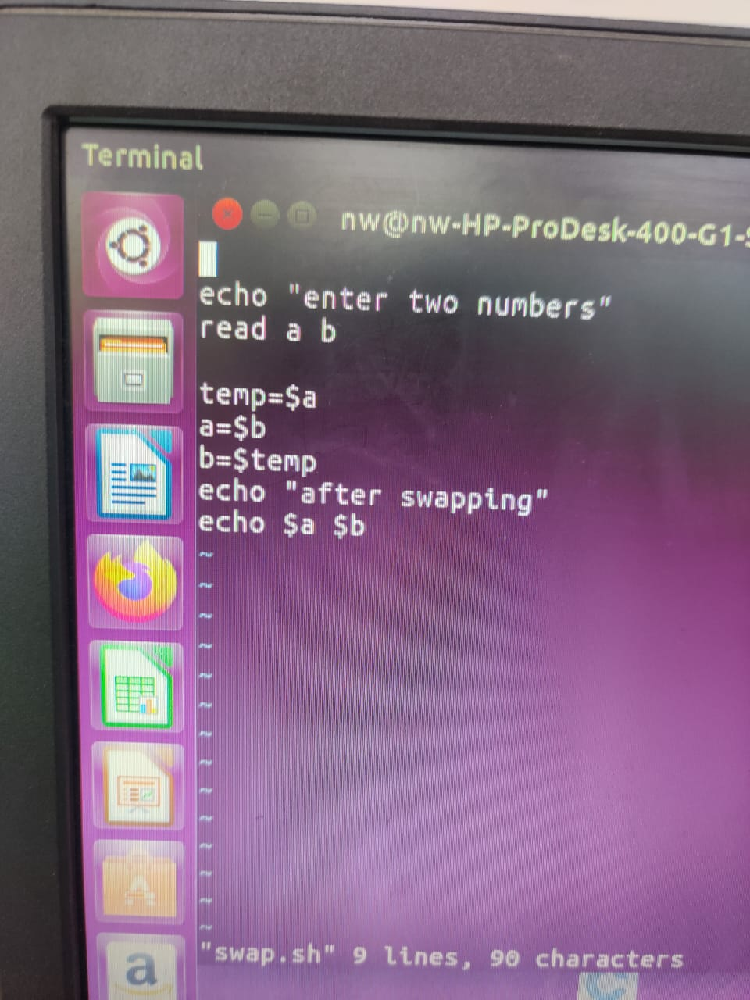 Terminal
nw@nw-HP-ProDesk-400-G1-
echo "enter two numbers"
read a b
temp=$a
a=$b
b=$temp
echo "after swapping"
echo $a $b
~
~
~
~
~
~
~
~
~
~
~
~
~
"swap.sh" 9 lines, 90 characters
a